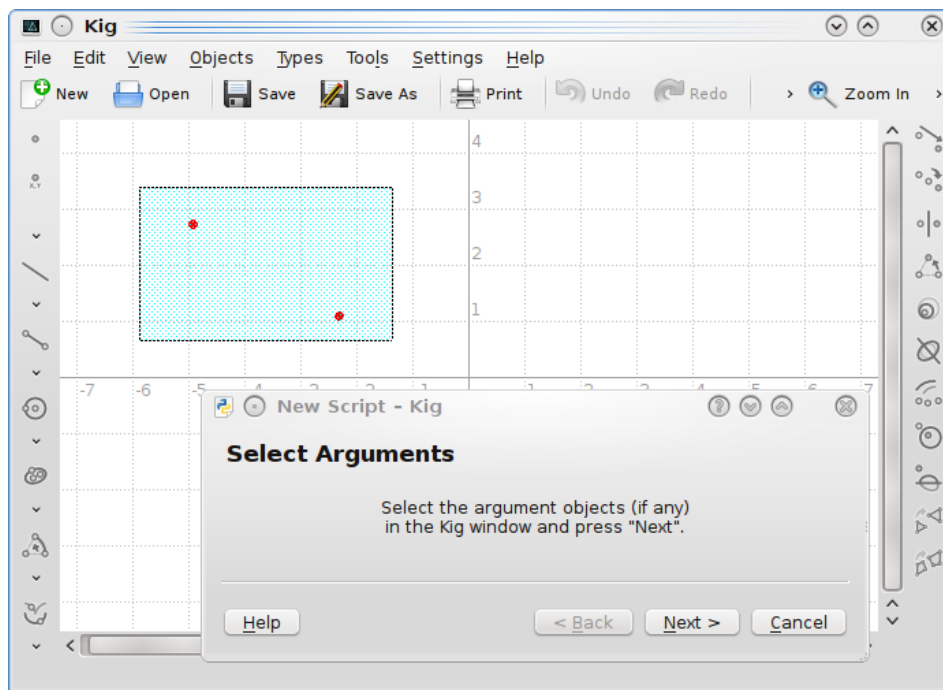 Kig
File Edit View Objects Types Tools Settings Help
New Open Save Save As Print Undo Redo > Zoom In >
X,Y
4
3
2
1
-7 -6 -5 -4 -3 -2 -1 1 2 3 4 5 6 7
New Script – Kig
Select Arguments
Select the argument objects (if any)
in the Kig window and press "Next".
Help < Back Next > Cancel